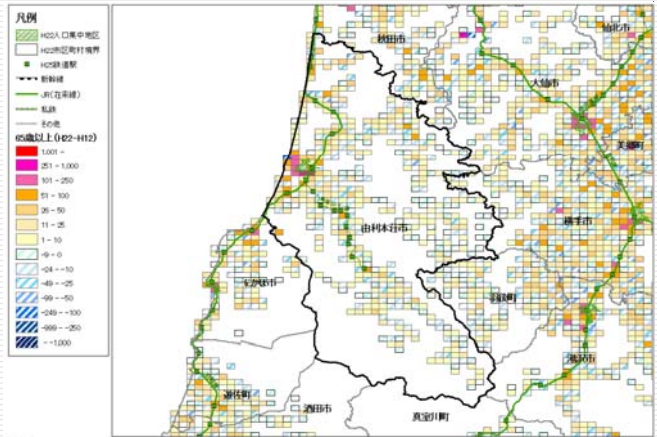 凡例
H22人口集中地区
H22市区町村境界
H25鉄道駅
新幹線
JR(在来線)
私鉄
その他
65歳以上(H22-H12)
1,001 -
251 - 1,000
101 - 250
51 - 100
26 - 50
11 - 25
1 - 10
-9 - 0
-24 - -10
-49 - -25
-99 - -50
-249 - -100
-999 - -250
- -1,000
秋田市
仙北市
大仙市
美郷町
横手市
由利本荘市
にかほ市
羽後町
湯沢市
遊佐町
酒田市
真室川町